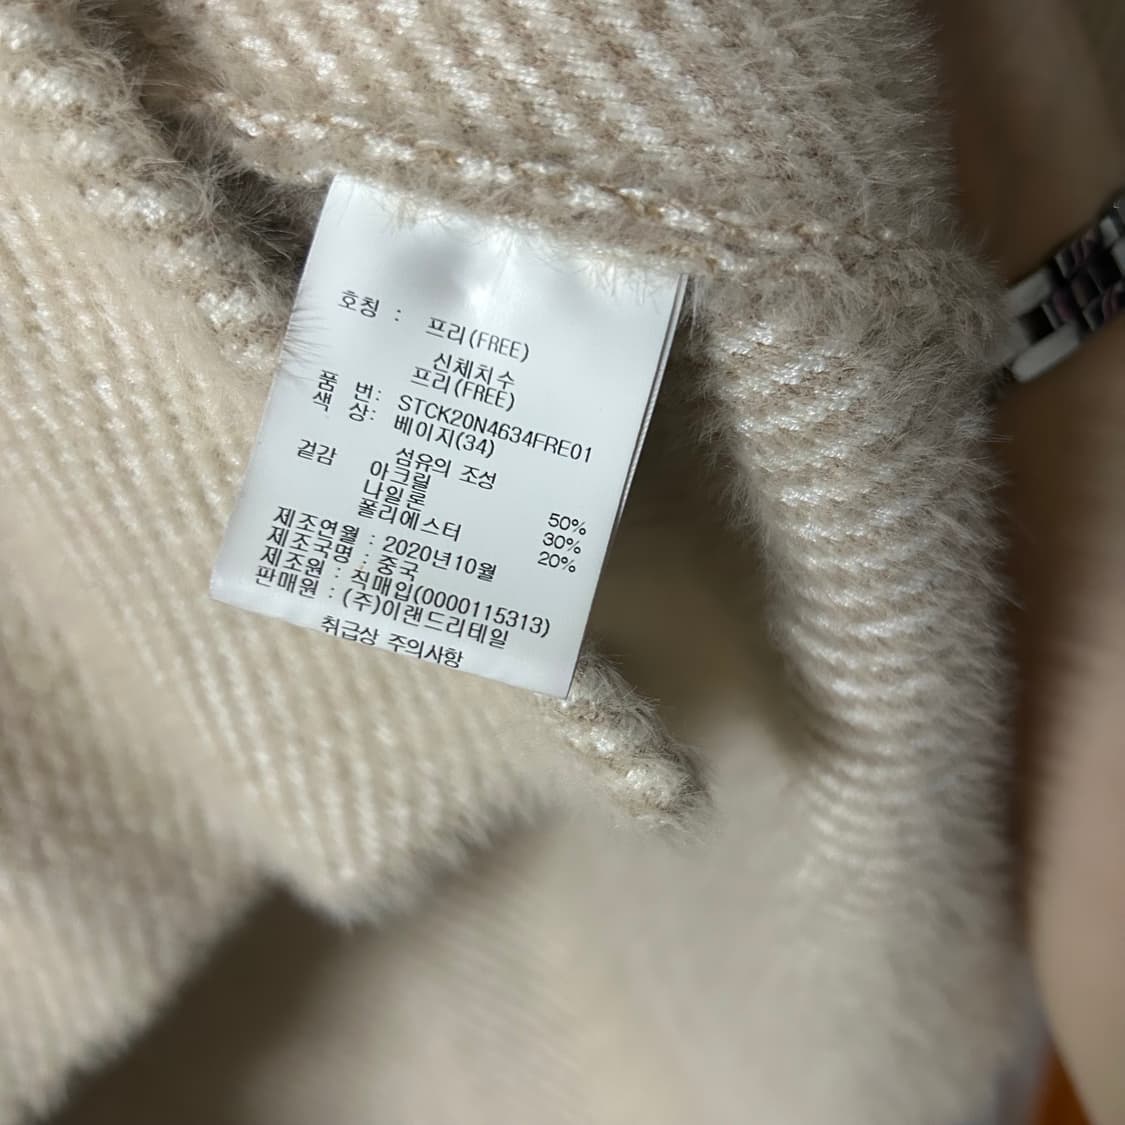 호칭 : 프리(FREE)
신체치수
프리(FREE)
품 번: STCK20N4634FRE01
색 상: 베이지(34)
섬유의 조성
겉감 아크릴 50%
나일론 30%
폴리에스터 20%
제조연월 : 2020년10월
제조국명 : 중국
제조원 : 직매입(0000115313)
판매원 : (주)이랜드리테일
취급상 주의사항